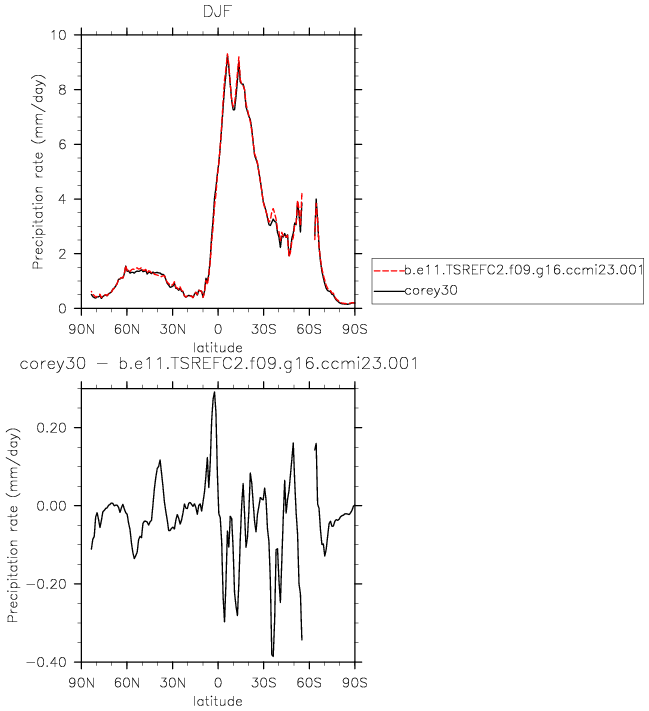 DJF
10
8
6
4
2
0
Precipitation rate (mm/day)
90N 60N 30N 0 30S 60S 90S
latitude
b.e11.TSREFC2.f09.g16.ccmi23.001
corey30
corey30 − b.e11.TSREFC2.f09.g16.ccmi23.001
0.20
0.00
−0.20
−0.40
Precipitation rate (mm/day)
90N 60N 30N 0 30S 60S 90S
latitude